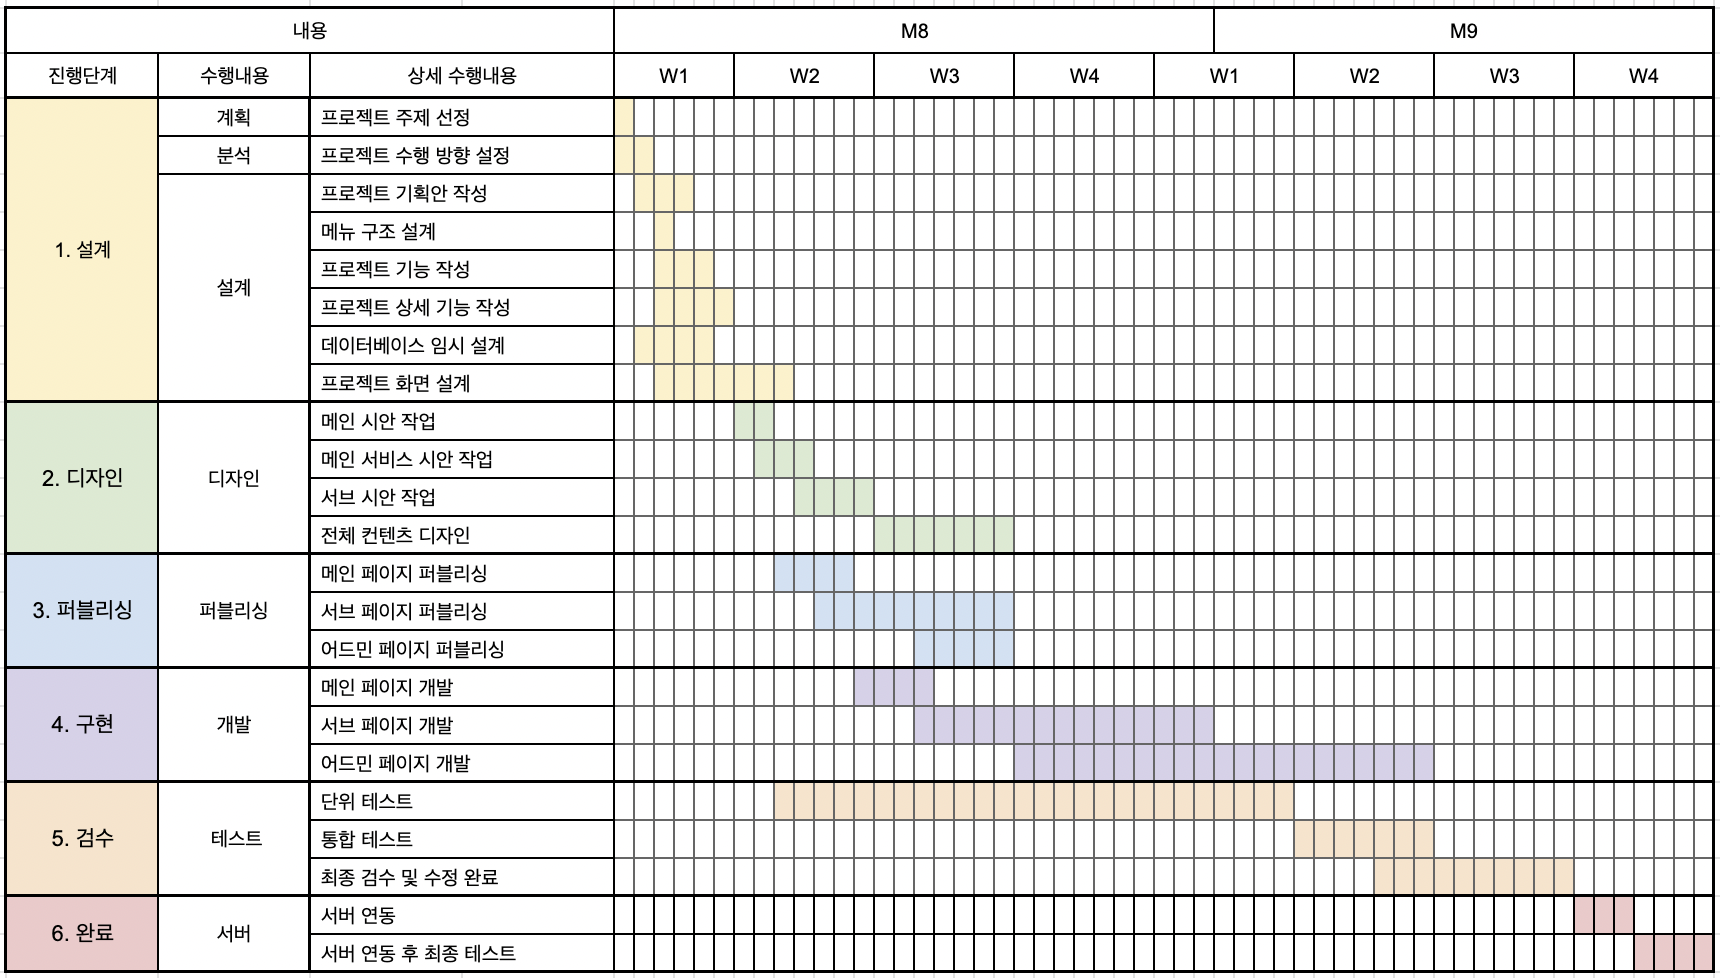 내용 M8 M9
진행단계 수행내용 상세 수행내용 W1 W2 W3 W4 W1 W2 W3 W4
1. 설계
계획 프로젝트 주제 선정
분석 프로젝트 수행 방향 설정
설계
프로젝트 기획안 작성
메뉴 구조 설계
프로젝트 기능 작성
프로젝트 상세 기능 작성
데이터베이스 임시 설계
프로젝트 화면 설계
2. 디자인
디자인
메인 시안 작업
메인 서비스 시안 작업
서브 시안 작업
전체 컨텐츠 디자인
3. 퍼블리싱
퍼블리싱
메인 페이지 퍼블리싱
서브 페이지 퍼블리싱
어드민 페이지 퍼블리싱
4. 구현
개발
메인 페이지 개발
서브 페이지 개발
어드민 페이지 개발
5. 검수
테스트
단위 테스트
통합 테스트
최종 검수 및 수정 완료
6. 완료
서버
서버 연동
서버 연동 후 최종 테스트